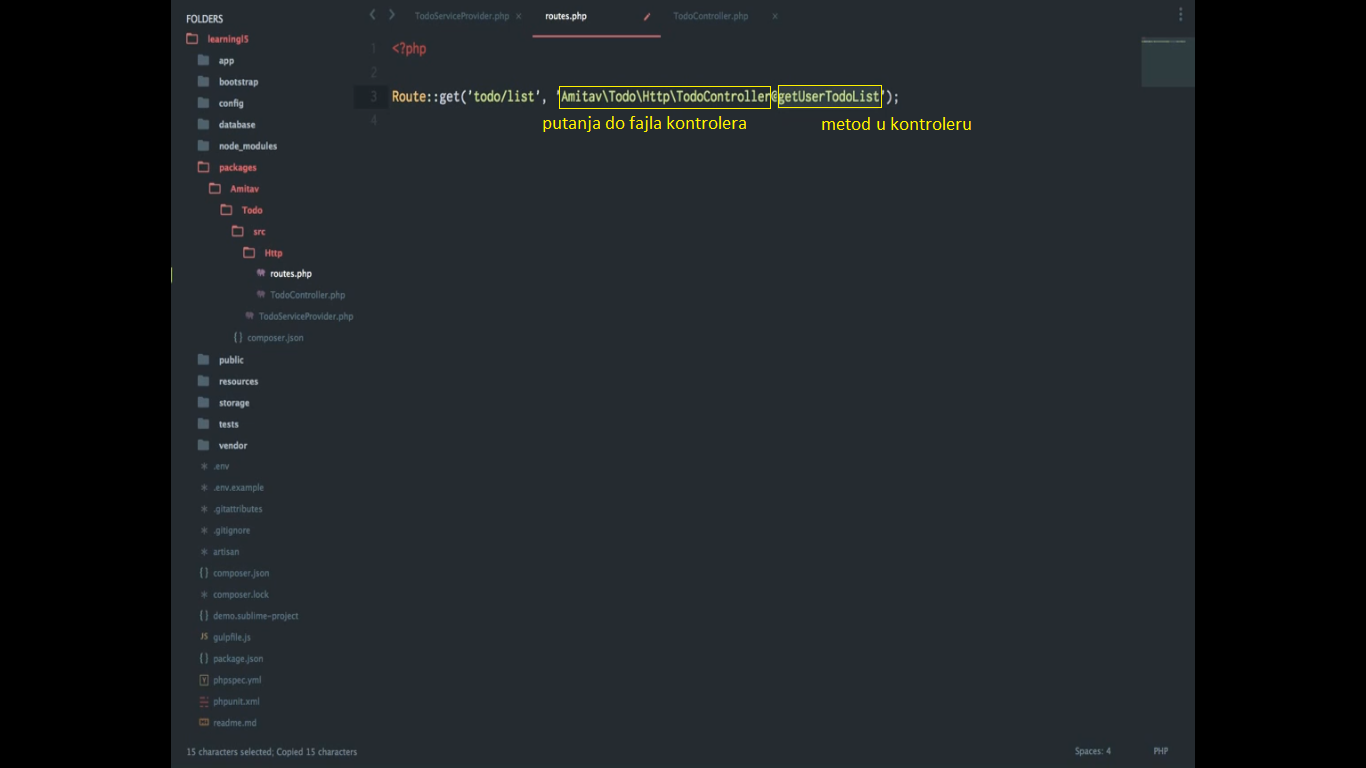 FOLDERS
learningl5
app
bootstrap
config
database
node_modules
packages
Amitav
Todo
src
Http
routes.php
TodoController.php
TodoServiceProvider.php
composer.json
public
resources
storage
tests
vendor
.env
.env.example
.gitattributes
.gitignore
artisan
composer.json
composer.lock
demo.sublime-project
gulpfile.js
package.json
phpspec.yml
phpunit.xml
readme.md
TodoServiceProvider.php × routes.php TodoController.php ×
1 <?php
2
3 Route::get('todo/list', 'Amitav\Todo\Http\TodoController@getUserTodoList');
putanja do fajla kontrolera metod u kontroleru
4
15 characters selected; Copied 15 characters Spaces: 4 PHP